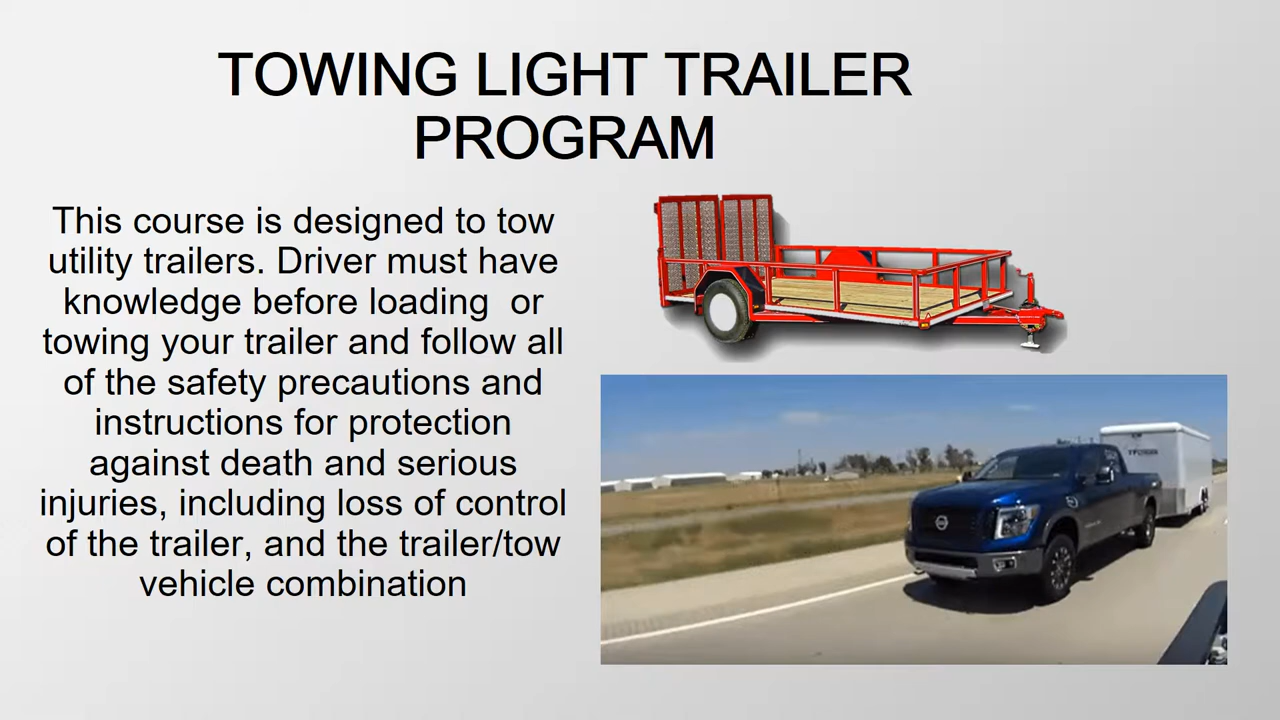 TOWING LIGHT TRAILER
PROGRAM
This course is designed to tow
utility trailers. Driver must have
knowledge before loading  or
towing your trailer and follow all
of the safety precautions and
instructions for protection
against death and serious
injuries, including loss of control
of the trailer, and the trailer/tow
vehicle combination